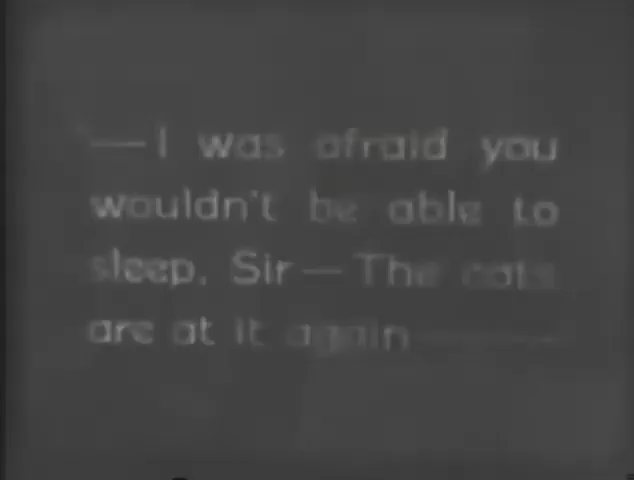 —I was afraid you
wouldn't be able to
sleep, Sir — The cats
are at it again———